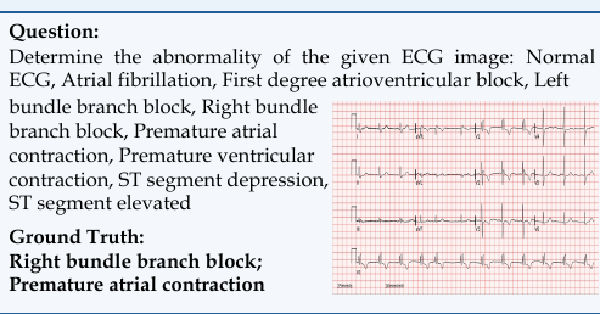 Question:
Determine the abnormality of the given ECG image: Normal
ECG, Atrial fibrillation, First degree atrioventricular block, Left
bundle branch block, Right bundle
branch block, Premature atrial
contraction, Premature ventricular
contraction, ST segment depression,
ST segment elevated
Ground Truth:
Right bundle branch block;
Premature atrial contraction